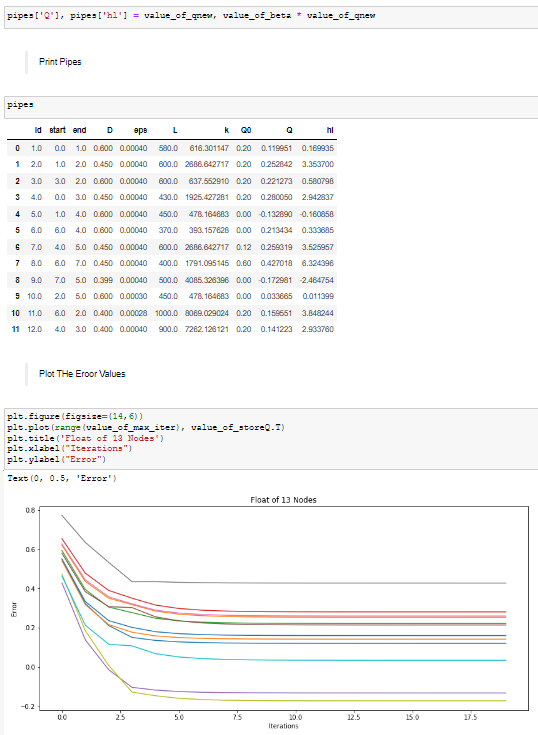 pipes['Q'], pipes['hl'] = value_of_qnew, value_of_beta * value_of_qnew
Print Pipes
pipes
Id start end D eps L k Q0 Q hl
0 1.0 0.0 1.0 0.600 0.00040 580.0 616.301147 0.20 0.119951 0.169935
1 2.0 1.0 2.0 0.450 0.00040 600.0 2686.642717 0.20 0.252842 3.353700
2 3.0 3.0 2.0 0.600 0.00040 600.0 637.552910 0.20 0.221273 0.580798
3 4.0 0.0 3.0 0.450 0.00040 430.0 1925.427281 0.20 0.280050 2.942837
4 5.0 1.0 4.0 0.600 0.00040 450.0 478.164683 0.00 -0.132890 -0.160858
5 6.0 6.0 4.0 0.600 0.00040 370.0 393.157628 0.00 0.213434 0.333685
6 7.0 4.0 5.0 0.450 0.00040 600.0 2686.642717 0.12 0.259319 3.525957
7 8.0 6.0 7.0 0.450 0.00040 400.0 1791.095145 0.60 0.427018 6.324396
8 9.0 7.0 5.0 0.399 0.00040 500.0 4085.326396 0.00 -0.172981 -2.464754
9 10.0 2.0 5.0 0.600 0.00030 450.0 478.164683 0.00 0.033665 0.011399
10 11.0 6.0 2.0 0.400 0.00028 1000.0 8069.029024 0.20 0.159551 3.848244
11 12.0 4.0 3.0 0.400 0.00040 900.0 7262.126121 0.20 0.141223 2.933760
Plot THe Eroor Values
plt.figure(figsize=(14,6))
plt.plot(range(value_of_max_iter), value_of_storeQ.T)
plt.title('Float of 13 Nodes')
plt.xlabel("Iterations")
plt.ylabel("Error")
Text(0, 0.5, 'Error')
Float of 13 Nodes
0.8
0.6
0.4
0.2
0.0
-0.2
Error
0.0 2.5 5.0 7.5 10.0 12.5 15.0 17.5
Iterations